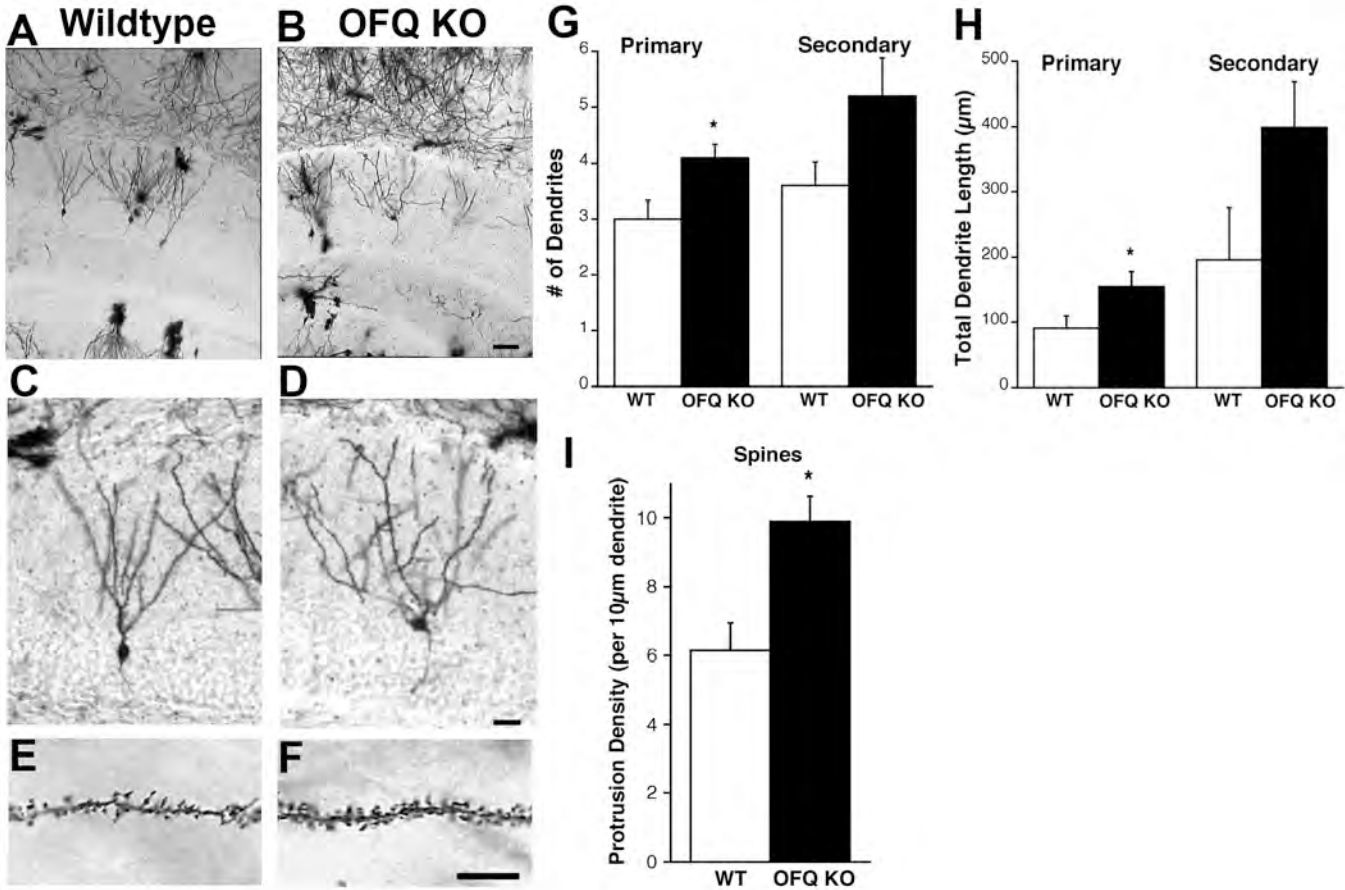 A Wildtype
B OFQ KO
C
D
E
F
G
Primary
Secondary
*
# of Dendrites
6
5
4
3
2
1
0
WT
OFQ KO
WT
OFQ KO
H
Primary
Secondary
*
Total Dendrite Length (µm)
500
400
300
200
100
0
WT
OFQ KO
WT
OFQ KO
I
Spines
*
Protrusion Density (per 10µm dendrite)
10
8
6
4
2
0
WT
OFQ KO